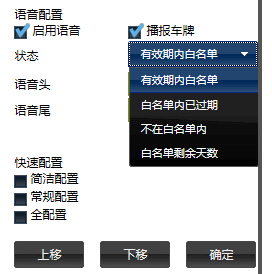 语音配置
启用语音 播报车牌
状态 有效期内白名单
语音头 有效期内白名单
白名单内已过期
语音尾
不在白名单内
白名单剩余天数
快速配置
简洁配置
常规配置
全配置
上移 下移 确定